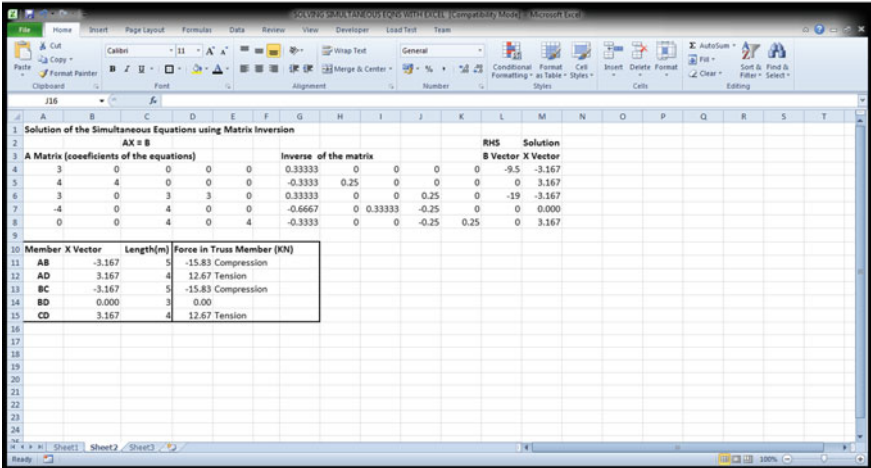 SOLVING SIMULTANEOUS EQNS WITH EXCEL [Compatibility Mode] - Microsoft Excel
File Home Insert Page Layout Formulas Data Review View Developer Load Test Team
Cut
Copy
Format Painter
Paste
Calibri 11
Wrap Text
Merge & Center
General
Conditional Formatting
Format as Table
Cell Styles
Insert Delete Format
AutoSum
Fill
Clear
Sort & Filter
Find & Select
Clipboard Font Alignment Number Styles Cells Editing
J16 fx
A B C D E F G H I J K L M N O P Q R S T
1 Solution of the Simultaneous Equations using Matrix Inversion
2 AX = B RHS Solution
3 A Matrix (coeeficients of the equations) Inverse of the matrix B Vector X Vector
4 3 0 0 0 0 0.33333 0 0 0 0 -9.5 -3.167
5 4 4 0 0 0 -0.3333 0.25 0 0 0 0 3.167
6 3 0 3 3 0 0.33333 0 0 0.25 0 -19 -3.167
7 -4 0 4 0 0 -0.6667 0 0.33333 -0.25 0 0 0.000
8 0 0 4 0 4 -0.3333 0 0 -0.25 0.25 0 3.167
9
10 Member X Vector Length(m) Force in Truss Member (KN)
11 AB -3.167 5 -15.83 Compression
12 AD 3.167 4 12.67 Tension
13 BC -3.167 5 -15.83 Compression
14 BD 0.000 3 0.00
15 CD 3.167 4 12.67 Tension
16
17
18
19
20
21
22
23
24
Sheet1 Sheet2 Sheet3
Ready 100%